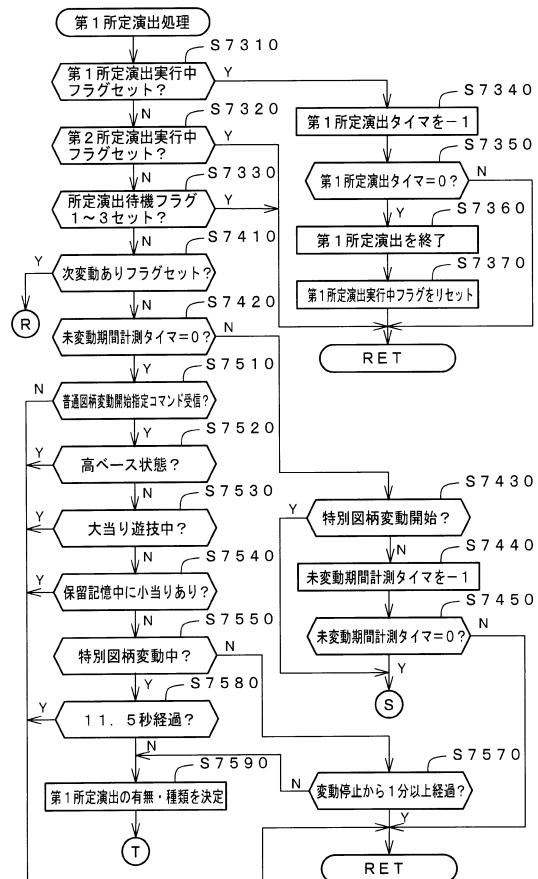 第1所定演出処理
S7310
第1所定演出実行中
フラグセット?
Y
N
S7320
第2所定演出実行中
フラグセット?
Y
N
S7330
所定演出待機フラグ
1~3セット?
Y
N
S7340
第1所定演出タイマを-1
S7350
第1所定演出タイマ=0?
N
Y
S7360
第1所定演出を終了
S7370
第1所定演出実行中フラグをリセット
RET
S7410
次変動ありフラグセット?
Y
R
N
S7420
未変動期間計測タイマ=0?
N
Y
S7510
普通図柄変動開始指定コマンド受信?
N
Y
S7520
高ベース状態?
Y
N
S7530
大当り遊技中?
Y
N
S7540
保留記憶中に小当りあり?
Y
N
S7550
特別図柄変動中?
N
Y
S7580
11.5秒経過?
Y
N
S7590
第1所定演出の有無・種類を決定
T
S7430
特別図柄変動開始?
Y
N
S7440
未変動期間計測タイマを-1
S7450
未変動期間計測タイマ=0?
N
Y
S
S7570
変動停止から1分以上経過?
N
Y
RET